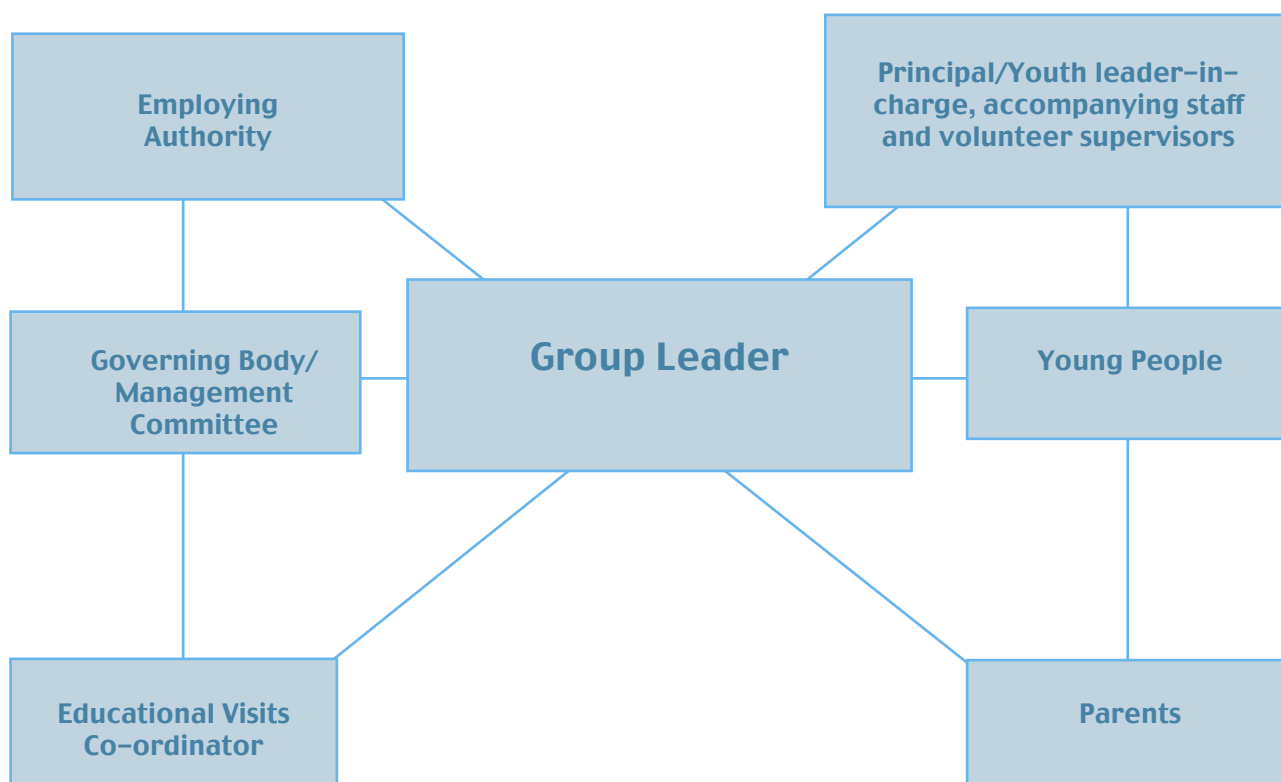 Employing
Authority
Principal/Youth leader-in-
charge, accompanying staff
and volunteer supervisors
Governing Body/
Management
Committee
Group Leader
Young People
Educational Visits
Co-ordinator
Parents